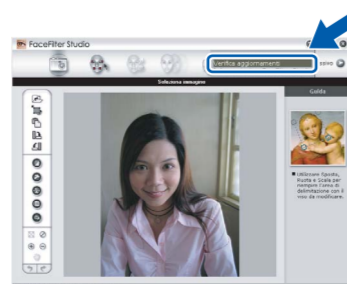 FaceFilter Studio
Verifica aggiornamenti
Seleziona immagine
Guida
Utilizzare Sposta,
Ruota e Scala per
riempire l'area di
delimitazione con il
viso da modificare.